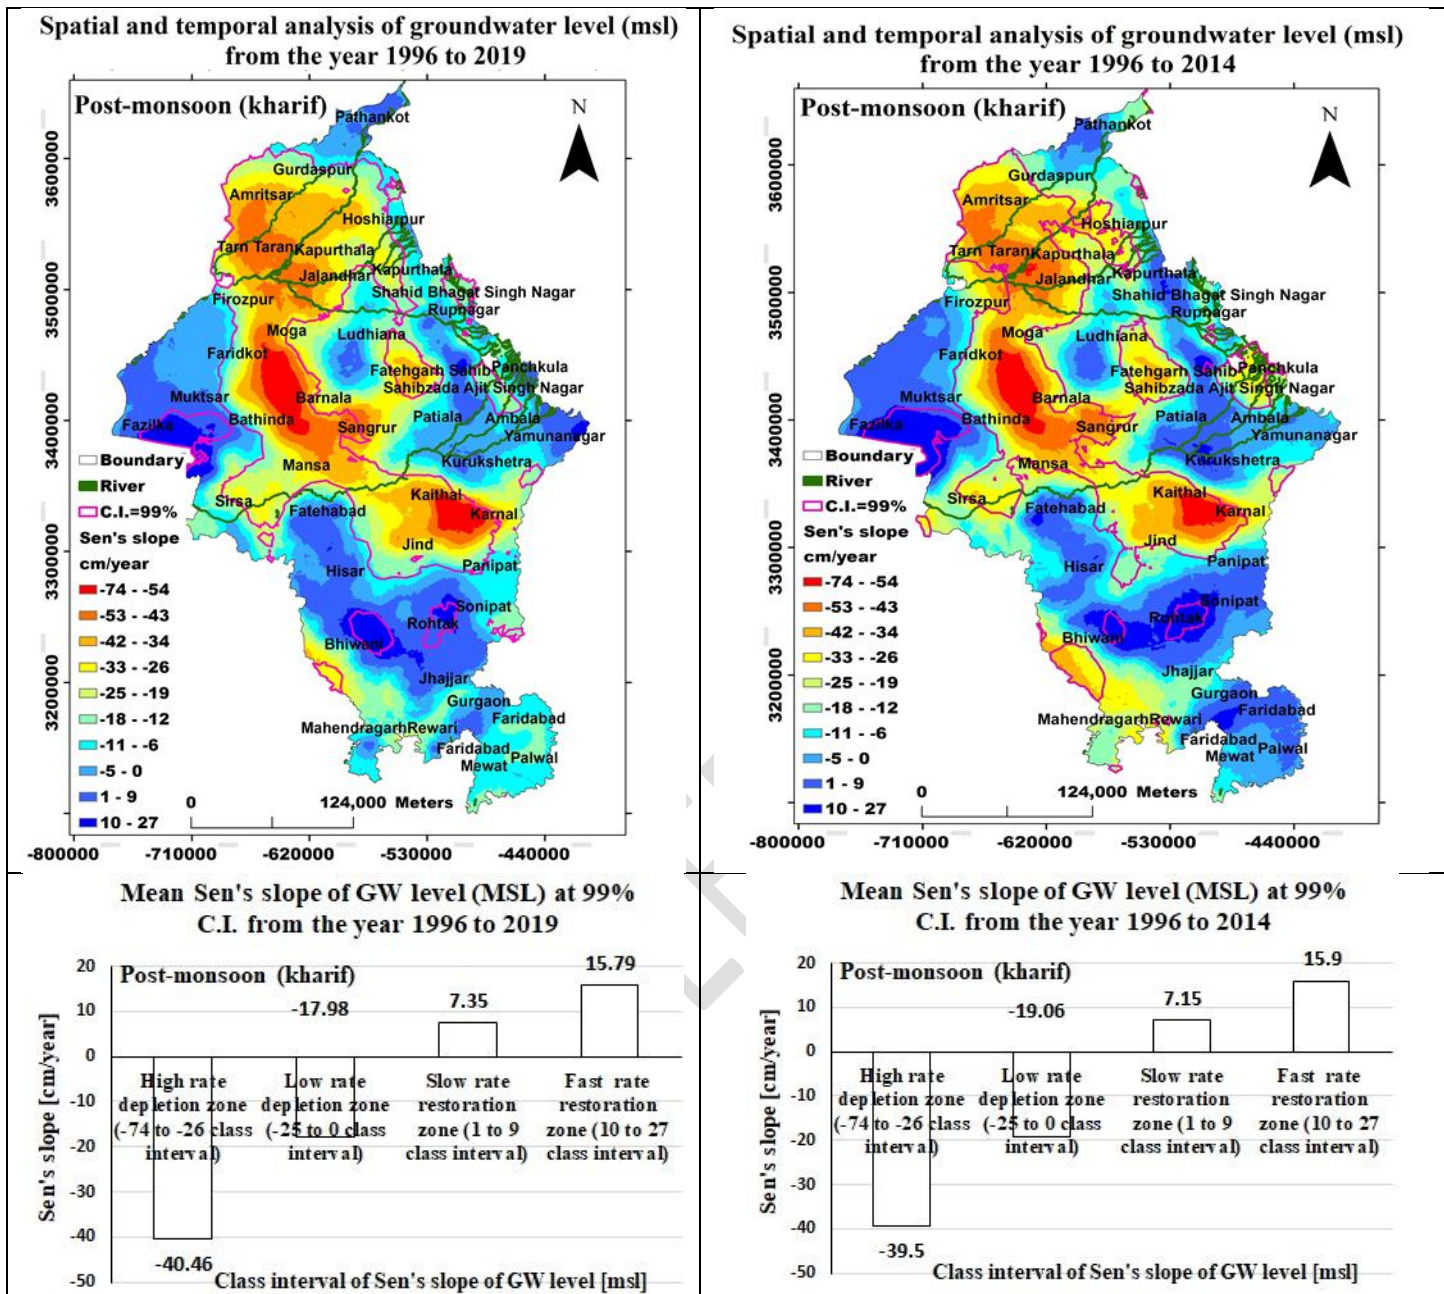 Spatial and temporal analysis of groundwater level (msl)
from the year 1996 to 2019
Post-monsoon (kharif)
N
Pathankot
Gurdaspur
Amritsar
Hoshiarpur
Tarn Taran
Kapurthala
Jalandhar
Kapurthala
Shahid Bhagat Singh Nagar
Firozpur
Rupnagar
Moga
Ludhiana
Faridkot
Fatehgarh Sahib
Panchkula
Sahibzada Ajit Singh Nagar
Muktsar
Barnala
Fazilka
Bathinda
Sangrur
Patiala
Ambala
Yamunanagar
Mansa
Kurukshetra
Sirsa
Fatehabad
Kaithal
Karnal
Jind
Hisar
Panipat
Sonipat
Rohtak
Bhiwani
Jhajjar
Gurgaon
Faridabad
Mahendragarh
Rewari
Faridabad
Mewat
Palwal
Boundary
River
C.I.=99%
Sen's slope
cm/year
-74 - -54
-53 - -43
-42 - -34
-33 - -26
-25 - -19
-18 - -12
-11 - -6
-5 - 0
1 - 9
10 - 27
0 124,000 Meters
3600000
3500000
3400000
3300000
3200000
-800000 -710000 -620000 -530000 -440000
Spatial and temporal analysis of groundwater level (msl)
from the year 1996 to 2014
Post-monsoon (kharif)
N
Pathankot
Gurdaspur
Amritsar
Hoshiarpur
Tarn Taran
Kapurthala
Jalandhar
Kapurthala
Shahid Bhagat Singh Nagar
Firozpur
Rupnagar
Moga
Ludhiana
Faridkot
Fatehgarh Sahib
Panchkula
Sahibzada Ajit Singh Nagar
Muktsar
Barnala
Fazilka
Bathinda
Sangrur
Patiala
Ambala
Yamunanagar
Mansa
Kurukshetra
Sirsa
Fatehabad
Kaithal
Karnal
Jind
Hisar
Panipat
Sonipat
Rohtak
Bhiwani
Jhajjar
Gurgaon
Faridabad
Mahendragarh
Rewari
Faridabad
Mewat
Palwal
Boundary
River
C.I.=99%
Sen's slope
cm/year
-74 - -54
-53 - -43
-42 - -34
-33 - -26
-25 - -19
-18 - -12
-11 - -6
-5 - 0
1 - 9
10 - 27
0 124,000 Meters
3600000
3500000
3400000
3300000
3200000
-800000 -710000 -620000 -530000 -440000
Mean Sen's slope of GW level (MSL) at 99%
C.I. from the year 1996 to 2019
Post-monsoon (kharif)
Sen's slope [cm/year]
20
10
0
-10
-20
-30
-40
-50
-40.46
-17.98
7.35
15.79
High rate
depletion zone
(-74 to -26 class
interval)
Low rate
depletion zone
(-25 to 0 class
interval)
Slow rate
restoration
zone (1 to 9
class interval)
Fast rate
restoration
zone (10 to 27
class interval)
Class interval of Sen's slope of GW level [msl]
Mean Sen's slope of GW level (MSL) at 99%
C.I. from the year 1996 to 2014
Post-monsoon (kharif)
Sen's slope [cm/year]
20
10
0
-10
-20
-30
-40
-50
-39.5
-19.06
7.15
15.9
High rate
depletion zone
(-74 to -26 class
interval)
Low rate
depletion zone
(-25 to 0 class
interval)
Slow rate
restoration
zone (1 to 9
class interval)
Fast rate
restoration
zone (10 to 27
class interval)
Class interval of Sen's slope of GW level [msl]